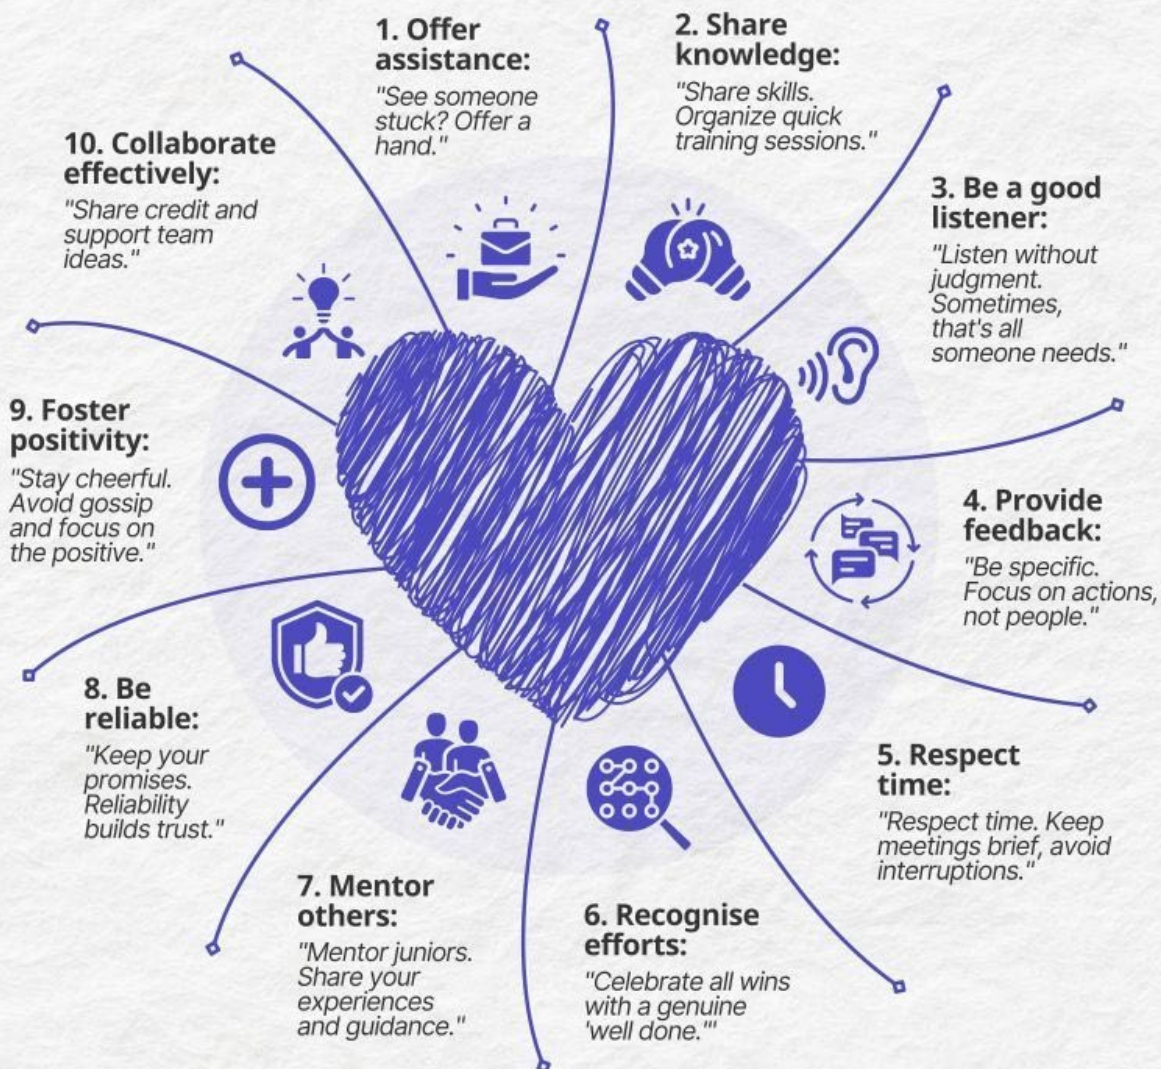 1. Offer
assistance:
"See someone
stuck? Offer a
hand."
2. Share
knowledge:
"Share skills.
Organize quick
training sessions."
3. Be a good
listener:
"Listen without
judgment.
Sometimes,
that's all
someone needs."
4. Provide
feedback:
"Be specific.
Focus on actions,
not people."
5. Respect
time:
"Respect time. Keep
meetings brief, avoid
interruptions."
6. Recognise
efforts:
"Celebrate all wins
with a genuine
'well done.'"
7. Mentor
others:
"Mentor juniors.
Share your
experiences
and guidance."
8. Be
reliable:
"Keep your
promises.
Reliability
builds trust."
9. Foster
positivity:
"Stay cheerful.
Avoid gossip
and focus on
the positive."
10. Collaborate
effectively:
"Share credit and
support team
ideas."